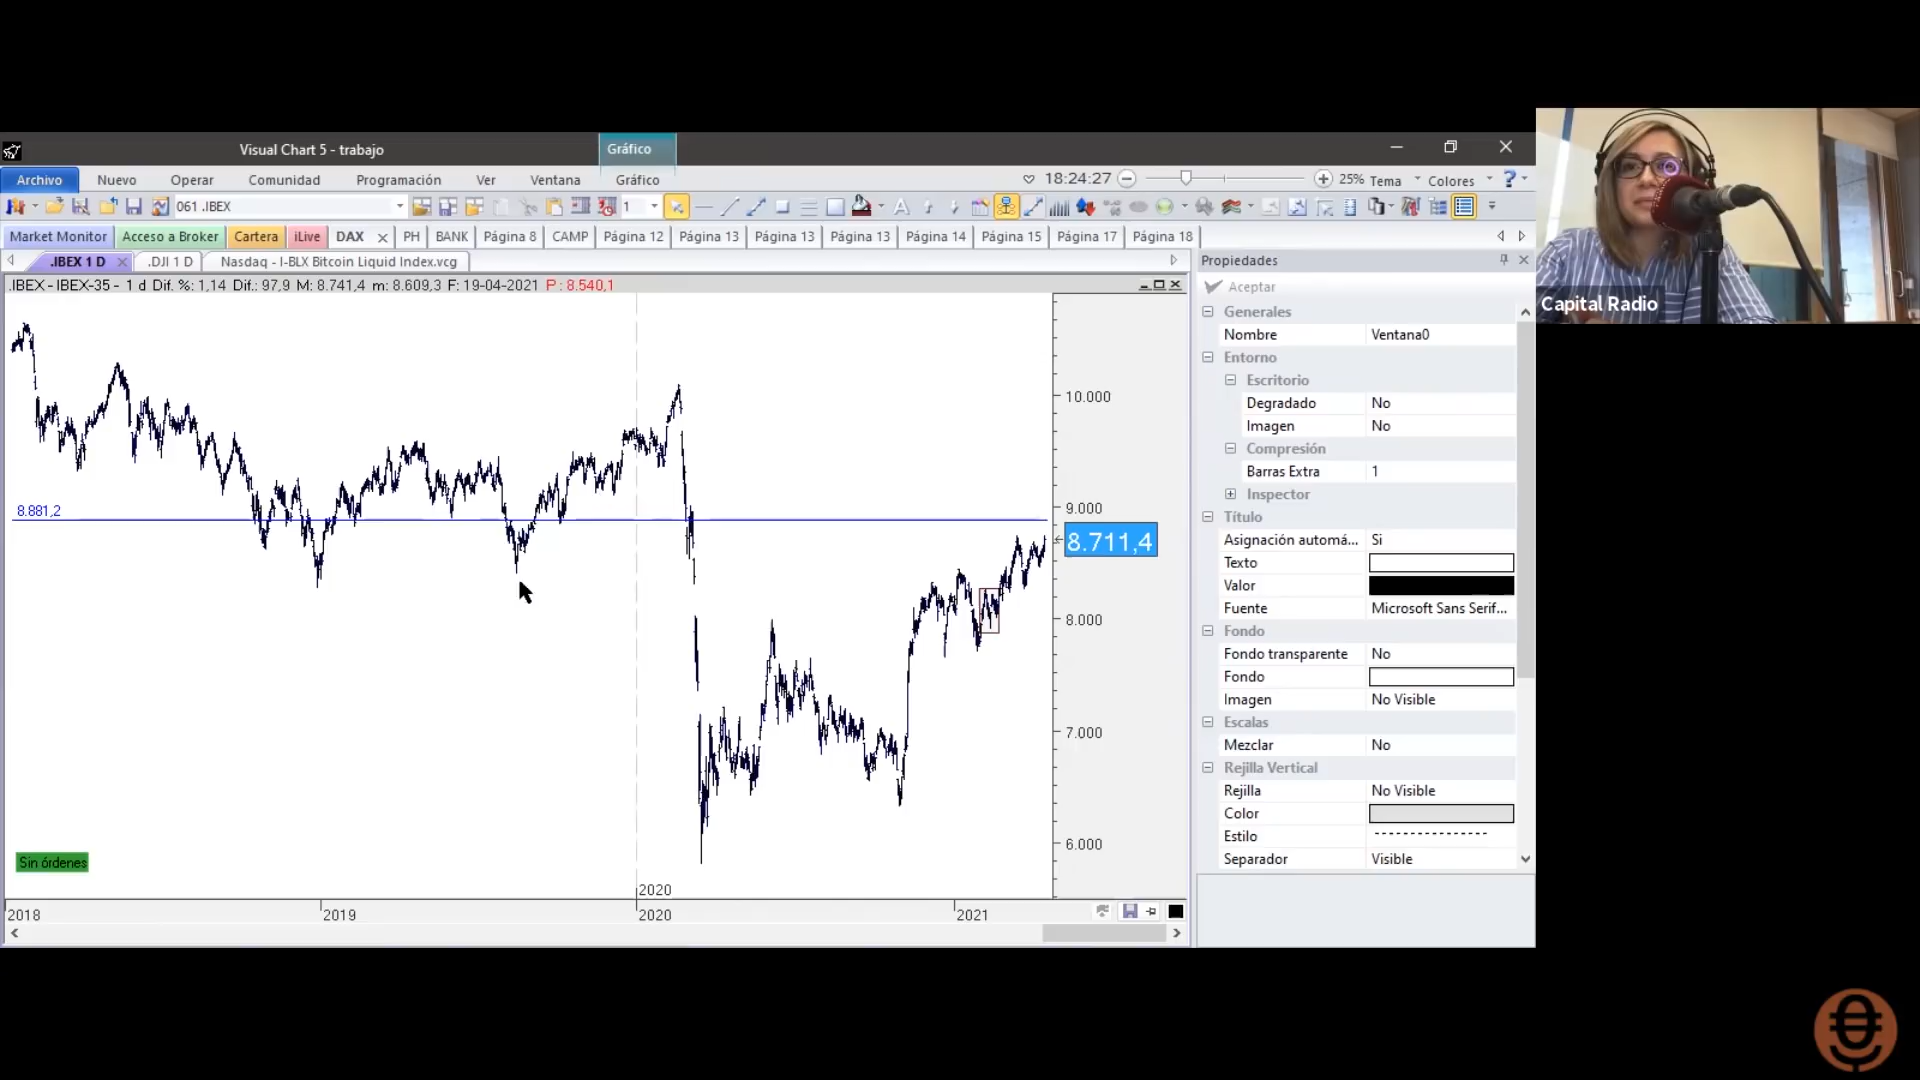 Visual Chart 5 - trabajo
Gráfico
Archivo Nuevo Operar Comunidad Programación Ver Ventana Gráfico 18:24:27 25% Tema Colores
061 .IBEX 1
Market Monitor Acceso a Broker Cartera iLive DAX PH BANK Página 8 CAMP Página 12 Página 13 Página 13 Página 13 Página 14 Página 15 Página 17 Página 18
.IBEX 1 D .DJI 1 D Nasdaq - I-BLX Bitcoin Liquid Index.vcg
.IBEX - IBEX-35 - 1 d Dif. %: 1,14 Dif.: 97,9 M: 8.741,4 m: 8.609,3 F: 19-04-2021 P : 8.540,1
10.000
9.000
8.881,2
8.711,4
8.000
7.000
6.000
Sin órdenes
2020
2018 2019 2020 2021
Propiedades
Aceptar
Generales
Nombre Ventana0
Entorno
Escritorio
Degradado No
Imagen No
Compresión
Barras Extra 1
Inspector
Título
Asignación automá... Si
Texto
Valor
Fuente Microsoft Sans Serif...
Fondo
Fondo transparente No
Fondo
Imagen No Visible
Escalas
Mezclar No
Rejilla Vertical
Rejilla No Visible
Color
Estilo
Separador Visible
Capital Radio